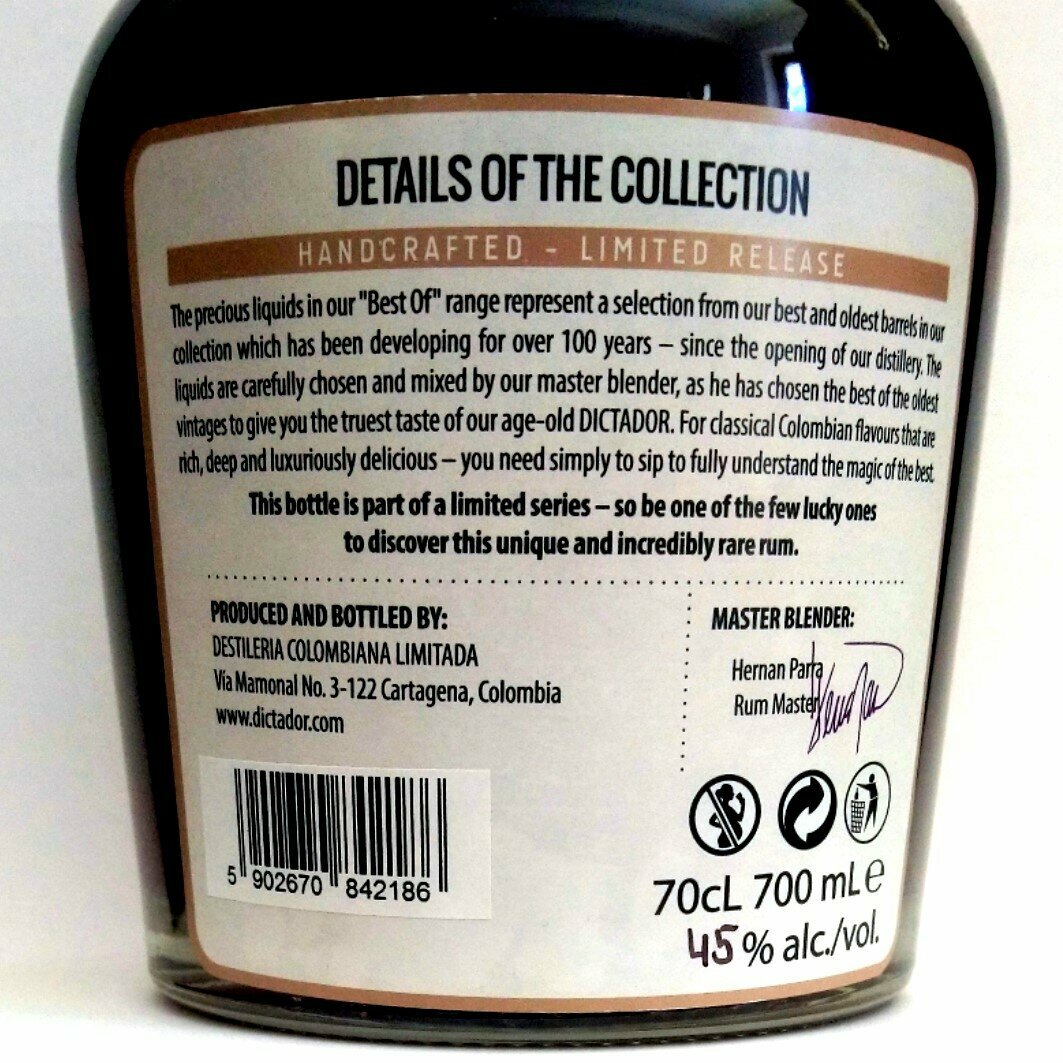 DETAILS OF THE COLLECTION
HANDCRAFTED - LIMITED RELEASE
The precious liquids in our "Best Of" range represent a selection from our best and oldest barrels in our
collection which has been developing for over 100 years – since the opening of our distillery. The
liquids are carefully chosen and mixed by our master blender, as he has chosen the best of the oldest
vintages to give you the truest taste of our age-old DICTADOR. For classical Colombian flavours that are
rich, deep and luxuriously delicious – you need simply to sip to fully understand the magic of the best.
This bottle is part of a limited series – so be one of the few lucky ones
to discover this unique and incredibly rare rum.
PRODUCED AND BOTTLED BY:
DESTILERIA COLOMBIANA LIMITADA
Vía Mamonal No. 3-122 Cartagena, Colombia
www.dictador.com
MASTER BLENDER:
Hernan Parra
Rum Master
5 902670 842186
70cL 700 mL e
45 % alc./vol.